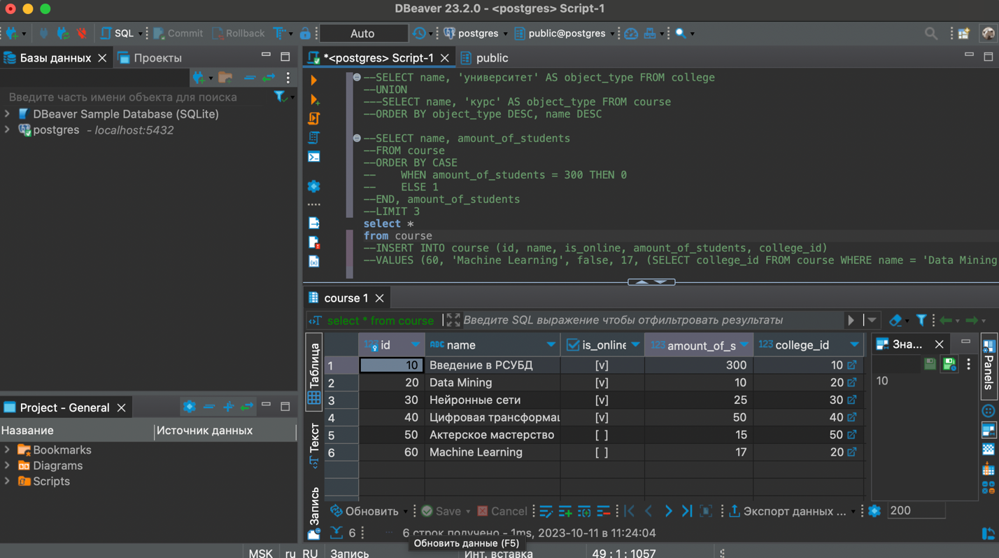 DBeaver 23.2.0 - <postgres> Script-1
SQL Commit Rollback Auto postgres public@postgres
Базы данных Проекты
Введите часть имени объекта для поиска
DBeaver Sample Database (SQLite)
postgres - localhost:5432
*<postgres> Script-1 public
--SELECT name, 'университет' AS object_type FROM college
--UNION
---SELECT name, 'курс' AS object_type FROM course
--ORDER BY object_type DESC, name DESC
--SELECT name, amount_of_students
--FROM course
--ORDER BY CASE
-- WHEN amount_of_students = 300 THEN 0
-- ELSE 1
--END, amount_of_students
--LIMIT 3
select *
from course
--INSERT INTO course (id, name, is_online, amount_of_students, college_id)
--VALUES (60, 'Machine Learning', false, 17, (SELECT college_id FROM course WHERE name = 'Data Mining
Project - General
Название Источник данных
Bookmarks
Diagrams
Scripts
course 1
select * from course Введите SQL выражение чтобы отфильтровать результаты
Таблица
Текст
Запись
123 id ABC name is_online 123 amount_of_s 123 college_id
1 10 Введение в РСУБД [v] 300 10
2 20 Data Mining [v] 10 20
3 30 Нейронные сети [v] 25 30
4 40 Цифровая трансформац [v] 50 40
5 50 Актерское мастерство [ ] 15 50
6 60 Machine Learning [ ] 17 20
Зна...
10
Panels
Обновить Save Cancel Экспорт данных ... 200
6 6 строк получено - 1ms, 2023-10-11 в 11:24:04
Обновить данные (F5)
MSK ru_RU Запись Инт. вставка 49 : 1 : 1057